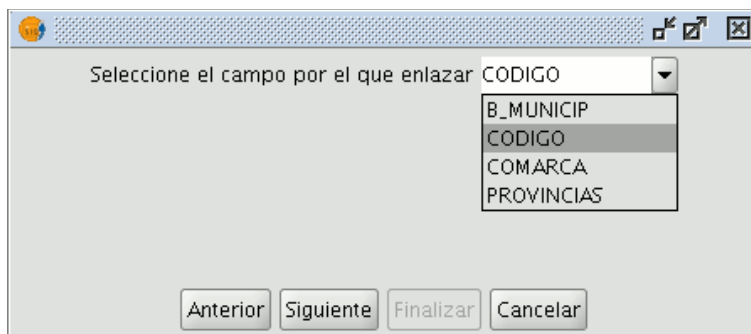 Seleccione el campo por el que enlazar CODIGO
B_MUNICIP
CODIGO
COMARCA
PROVINCIAS
Anterior Siguiente Finalizar Cancelar